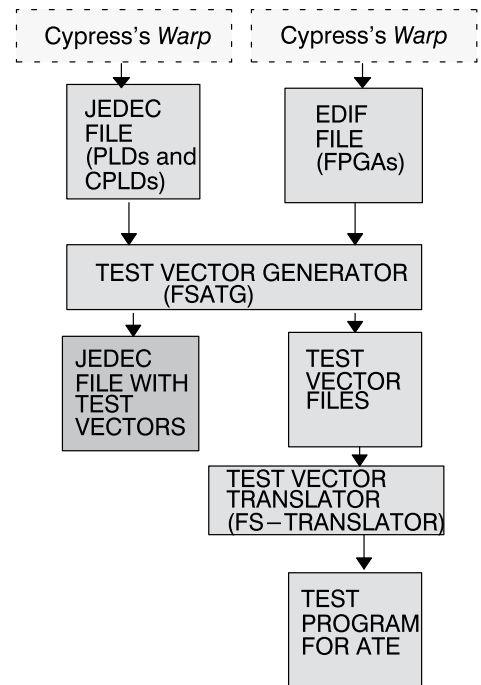 Cypress's Warp
Cypress's Warp
JEDEC
FILE
(PLDs and
CPLDs)
EDIF
FILE
(FPGAs)
TEST VECTOR GENERATOR
(FSATG)
JEDEC
FILE WITH
TEST
VECTORS
TEST
VECTOR
FILES
TEST VECTOR
TRANSLATOR
(FS–TRANSLATOR)
TEST
PROGRAM
FOR ATE